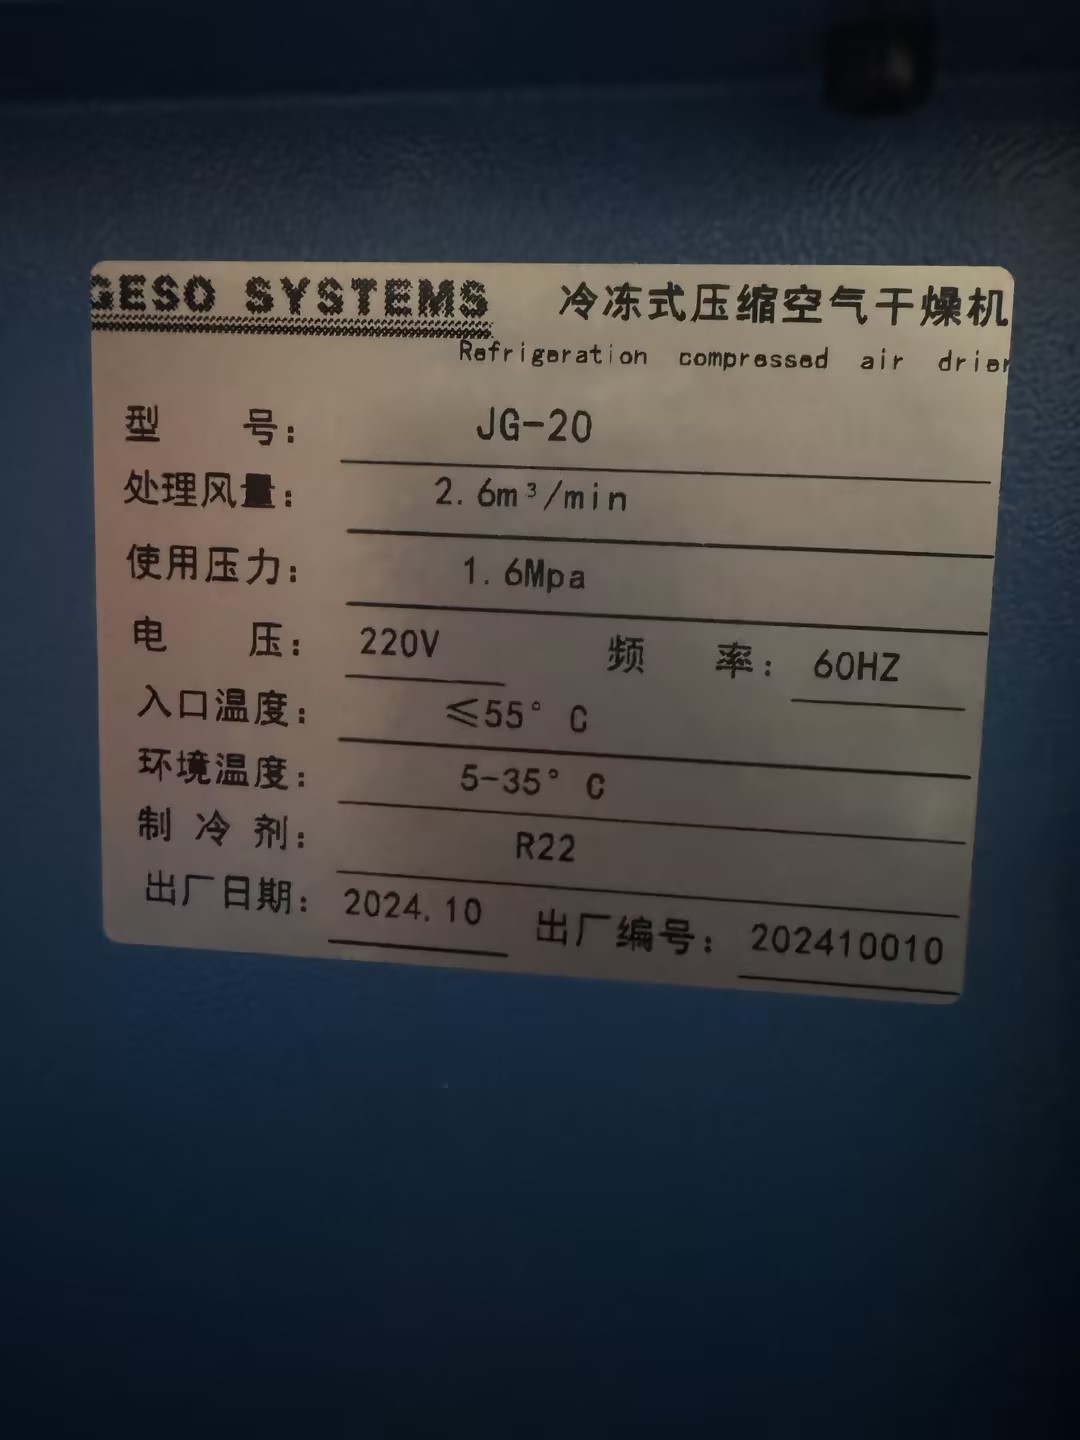 GESO SYSTEMS 冷冻式压缩空气干燥机
Refrigeration compressed air drier
型 号： JG-20
处理风量： 2.6m³/min
使用压力： 1.6Mpa
电 压： 220V 频 率： 60HZ
入口温度： ≤55° C
环境温度： 5-35° C
制 冷 剂： R22
出厂日期： 2024.10 出厂编号： 202410010